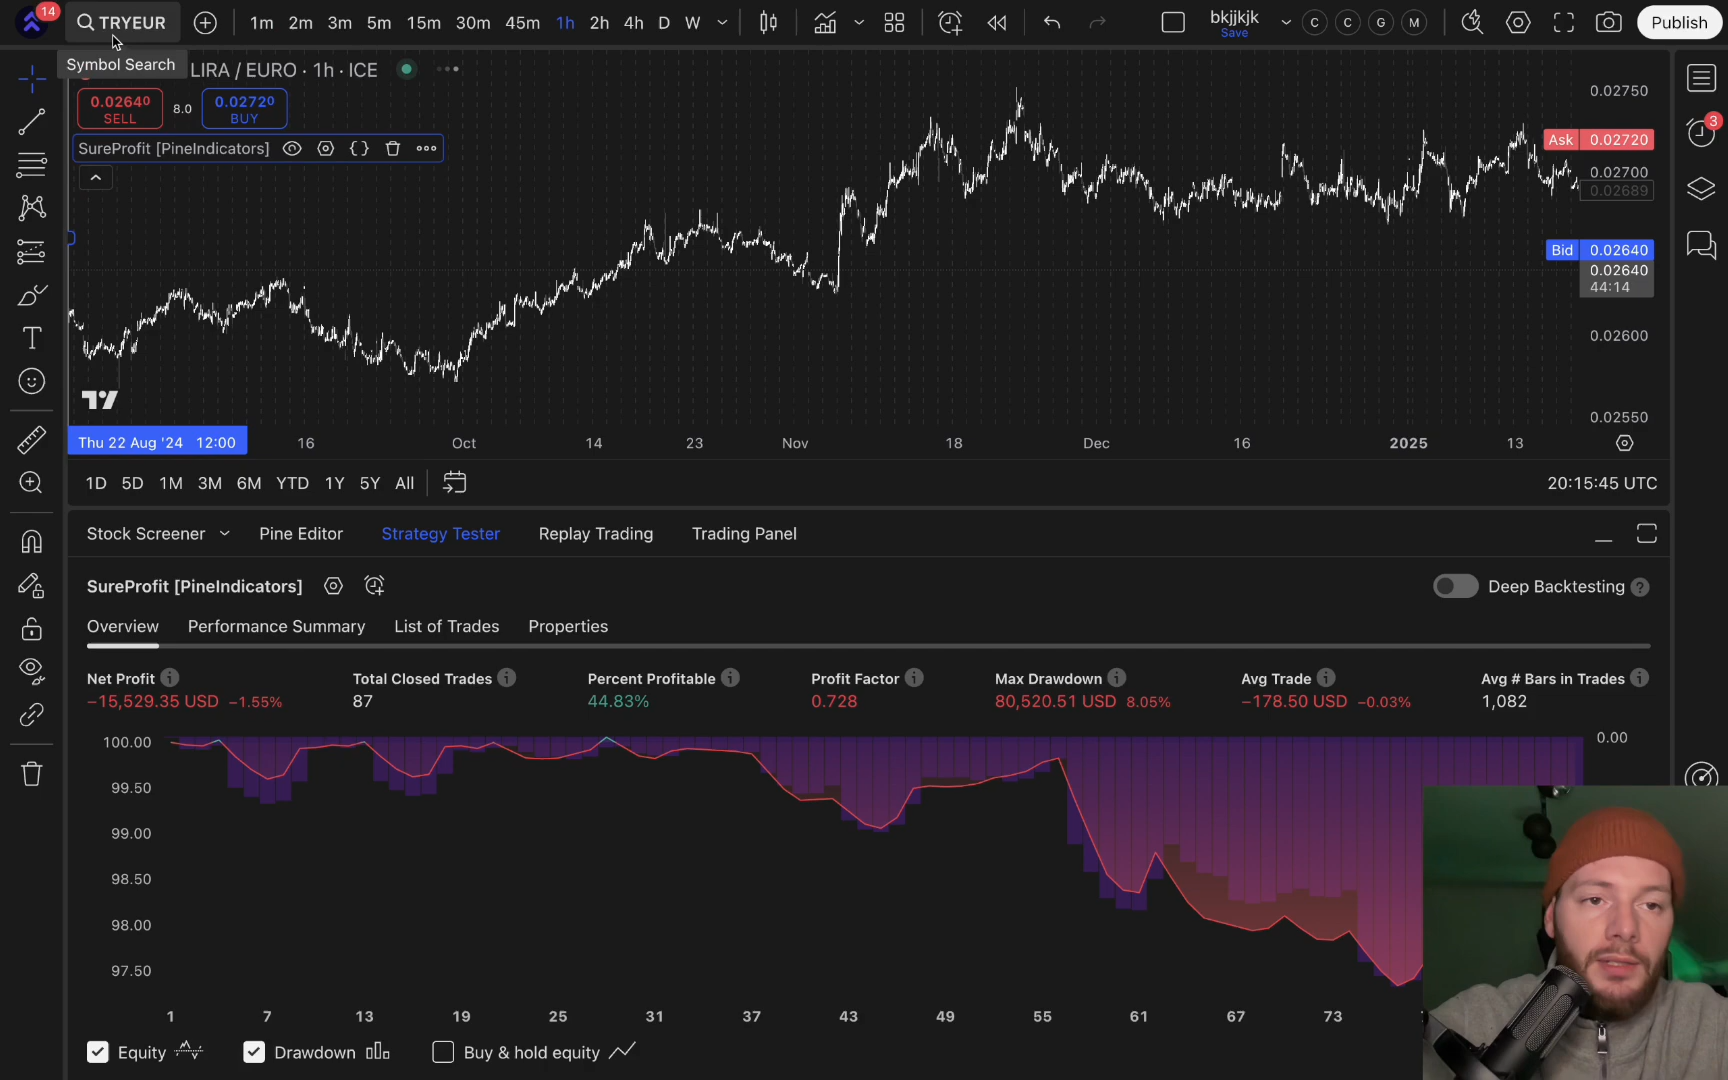 14
TRYEUR
1m 2m 3m 5m 15m 30m 45m 1h 2h 4h D W
bkjjkjk
Save
C C G M
Publish
Symbol Search
LIRA / EURO · 1h · ICE
0.02640
SELL
8.0
0.02720
BUY
SureProfit [PineIndicators]
0.02750
Ask 0.02720
0.02700
0.02689
Bid 0.02640
0.02640
44:14
0.02600
0.02550
3
Thu 22 Aug '24 12:00
16 Oct 14 23 Nov 18 Dec 16 2025 13
1D 5D 1M 3M 6M YTD 1Y 5Y All
20:15:45 UTC
Stock Screener Pine Editor Strategy Tester Replay Trading Trading Panel
SureProfit [PineIndicators]
Deep Backtesting ?
Overview Performance Summary List of Trades Properties
Net Profit
−15,529.35 USD −1.55%
Total Closed Trades
87
Percent Profitable
44.83%
Profit Factor
0.728
Max Drawdown
80,520.51 USD 8.05%
Avg Trade
−178.50 USD −0.03%
Avg # Bars in Trades
1,082
100.00
99.50
99.00
98.50
98.00
97.50
0.00
1 7 13 19 25 31 37 43 49 55 61 67 73
Equity Drawdown Buy & hold equity